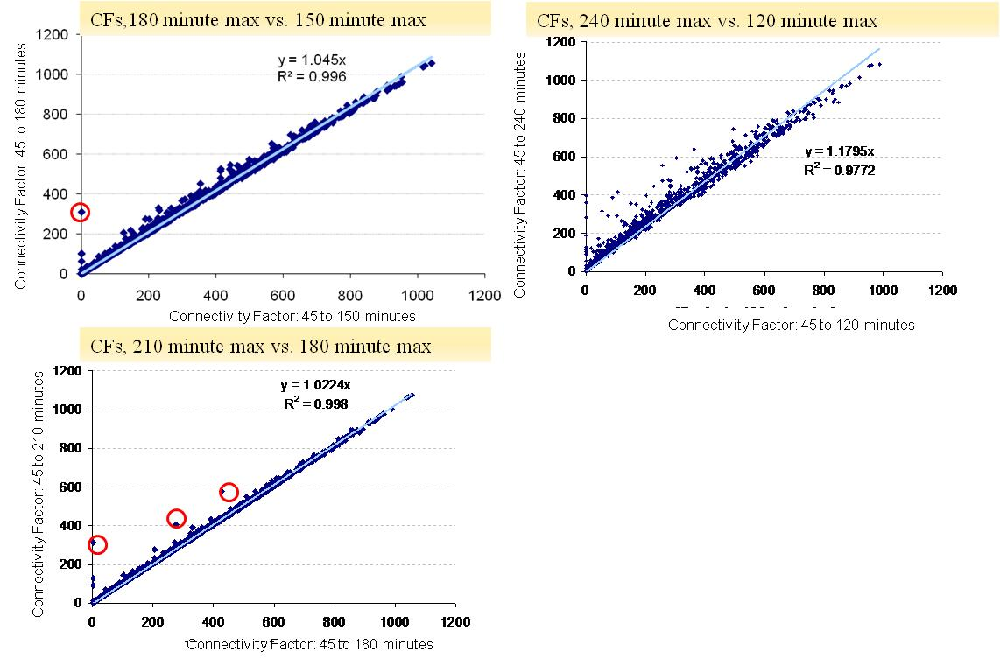 CFs,180 minute max vs. 150 minute max
Connectivity Factor: 45 to 180 minutes
1200
1000
800
600
400
200
0
y = 1.045x
R² = 0.996
0 200 400 600 800 1000 1200
Connectivity Factor: 45 to 150 minutes
CFs, 240 minute max vs. 120 minute max
Connectivity Factor: 45 to 240 minutes
1200
1000
800
600
400
200
0
y = 1.1795x
R² = 0.9772
0 200 400 600 800 1000 1200
Connectivity Factor: 45 to 120 minutes
CFs, 210 minute max vs. 180 minute max
Connectivity Factor: 45 to 210 minutes
1200
1000
800
600
400
200
0
y = 1.0224x
R² = 0.998
0 200 400 600 800 1000 1200
Connectivity Factor: 45 to 180 minutes